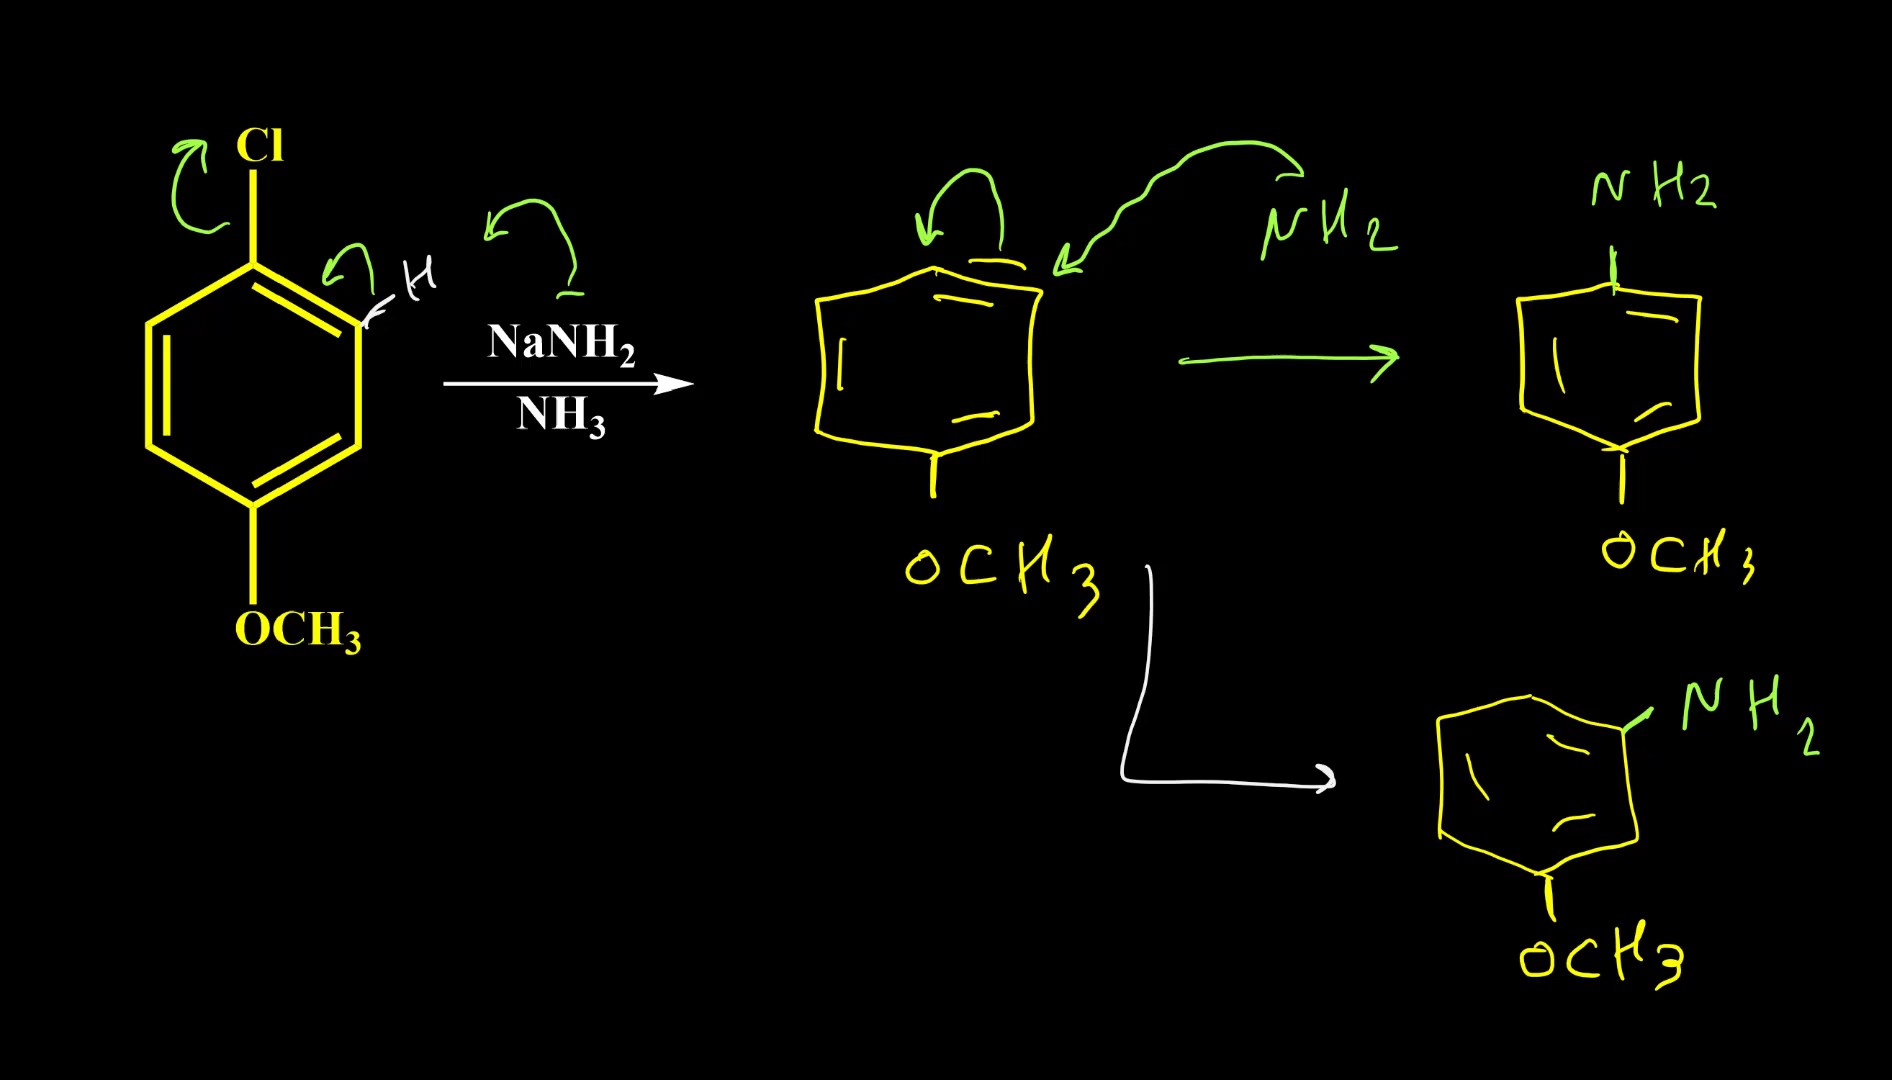 Cl
H
NaNH₂
NH₃
OCH₃
NH₂
OCH₃
NH₂
OCH₃
NH₂
OCH₃